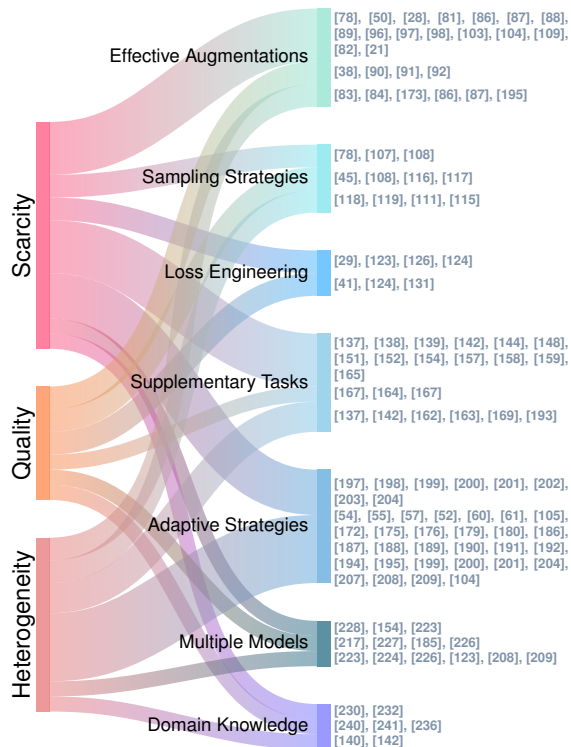 Scarcity
Quality
Heterogeneity
Effective Augmentations
[78], [50], [28], [81], [86], [87], [88],
[89], [96], [97], [98], [103], [104], [109],
[82], [21]
[38], [90], [91], [92]
[83], [84], [173], [86], [87], [195]
Sampling Strategies
[78], [107], [108]
[45], [108], [116], [117]
[118], [119], [111], [115]
Loss Engineering
[29], [123], [126], [124]
[41], [124], [131]
Supplementary Tasks
[137], [138], [139], [142], [144], [148],
[151], [152], [154], [157], [158], [159],
[165]
[167], [164], [167]
[137], [142], [162], [163], [169], [193]
Adaptive Strategies
[197], [198], [199], [200], [201], [202],
[203], [204]
[54], [55], [57], [52], [60], [61], [105],
[172], [175], [176], [179], [180], [186],
[187], [188], [189], [190], [191], [192],
[194], [195], [199], [200], [201], [204],
[207], [208], [209], [104]
Multiple Models
[228], [154], [223]
[217], [227], [185], [226]
[223], [224], [226], [123], [208], [209]
Domain Knowledge
[230], [232]
[240], [241], [236]
[140], [142]